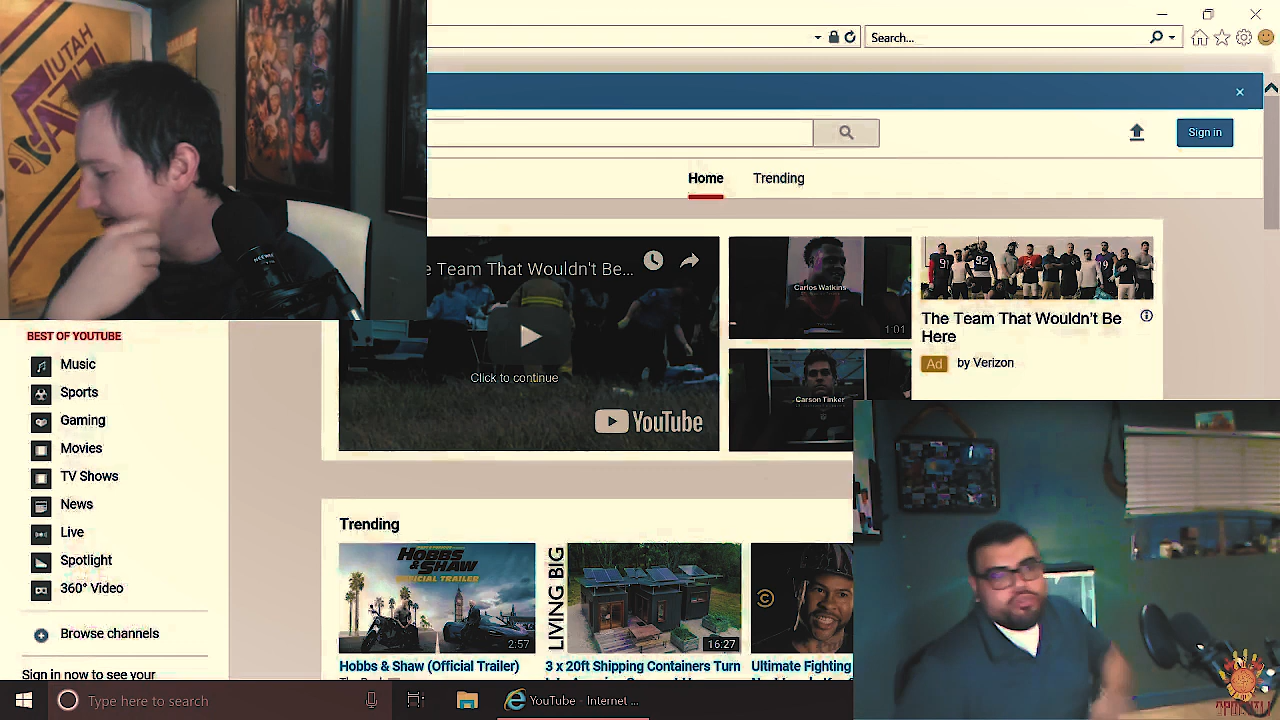 UTAH
JAZZ
Search...
Sign in
Home
Trending
e Team That Wouldn't Be...
Click to continue
YouTube
Carlos Watkins
1:01
Carson Tinker
91
92
The Team That Wouldn't Be
Here
Ad
by Verizon
BEST OF YOUTUBE
Music
Sports
Gaming
Movies
TV Shows
News
Live
Spotlight
360° Video
Browse channels
Sign in now to see your
Trending
HOBBS
& SHAW
OFFICIAL TRAILER
2:57
LIVING BIG
16:27
Hobbs & Shaw (Official Trailer)
3 x 20ft Shipping Containers Turn
Ultimate Fighting
Type here to search
YouTube - Internet ...